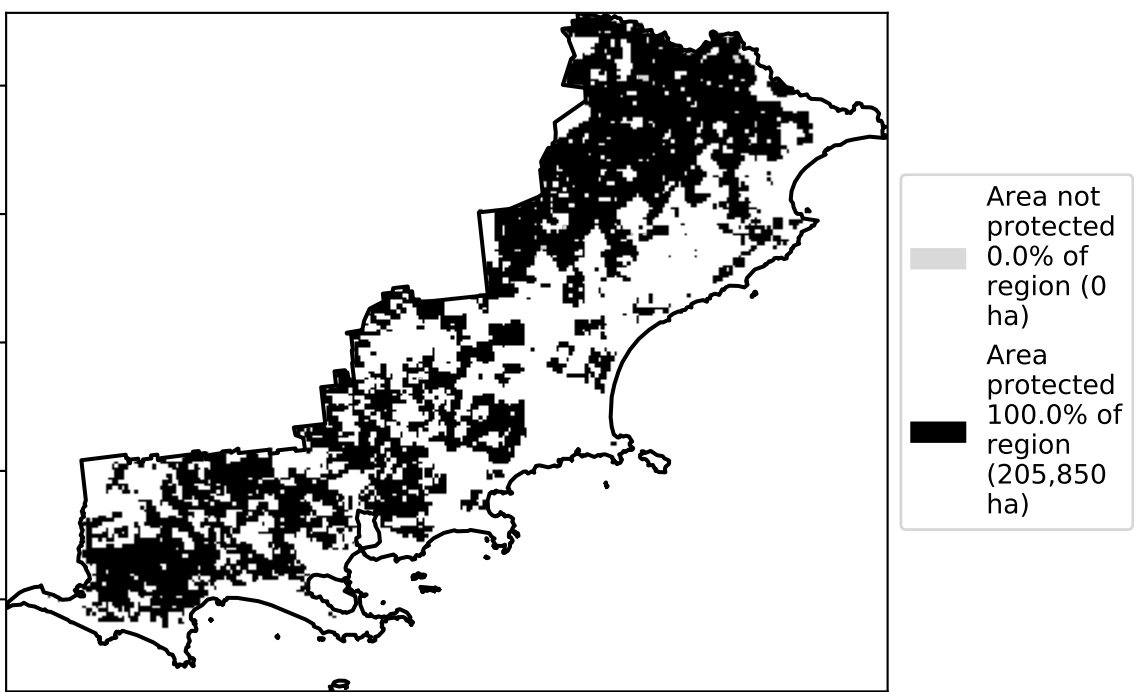 Area not
protected
0.0% of
region (0
ha)
Area
protected
100.0% of
region
(205,850
ha)